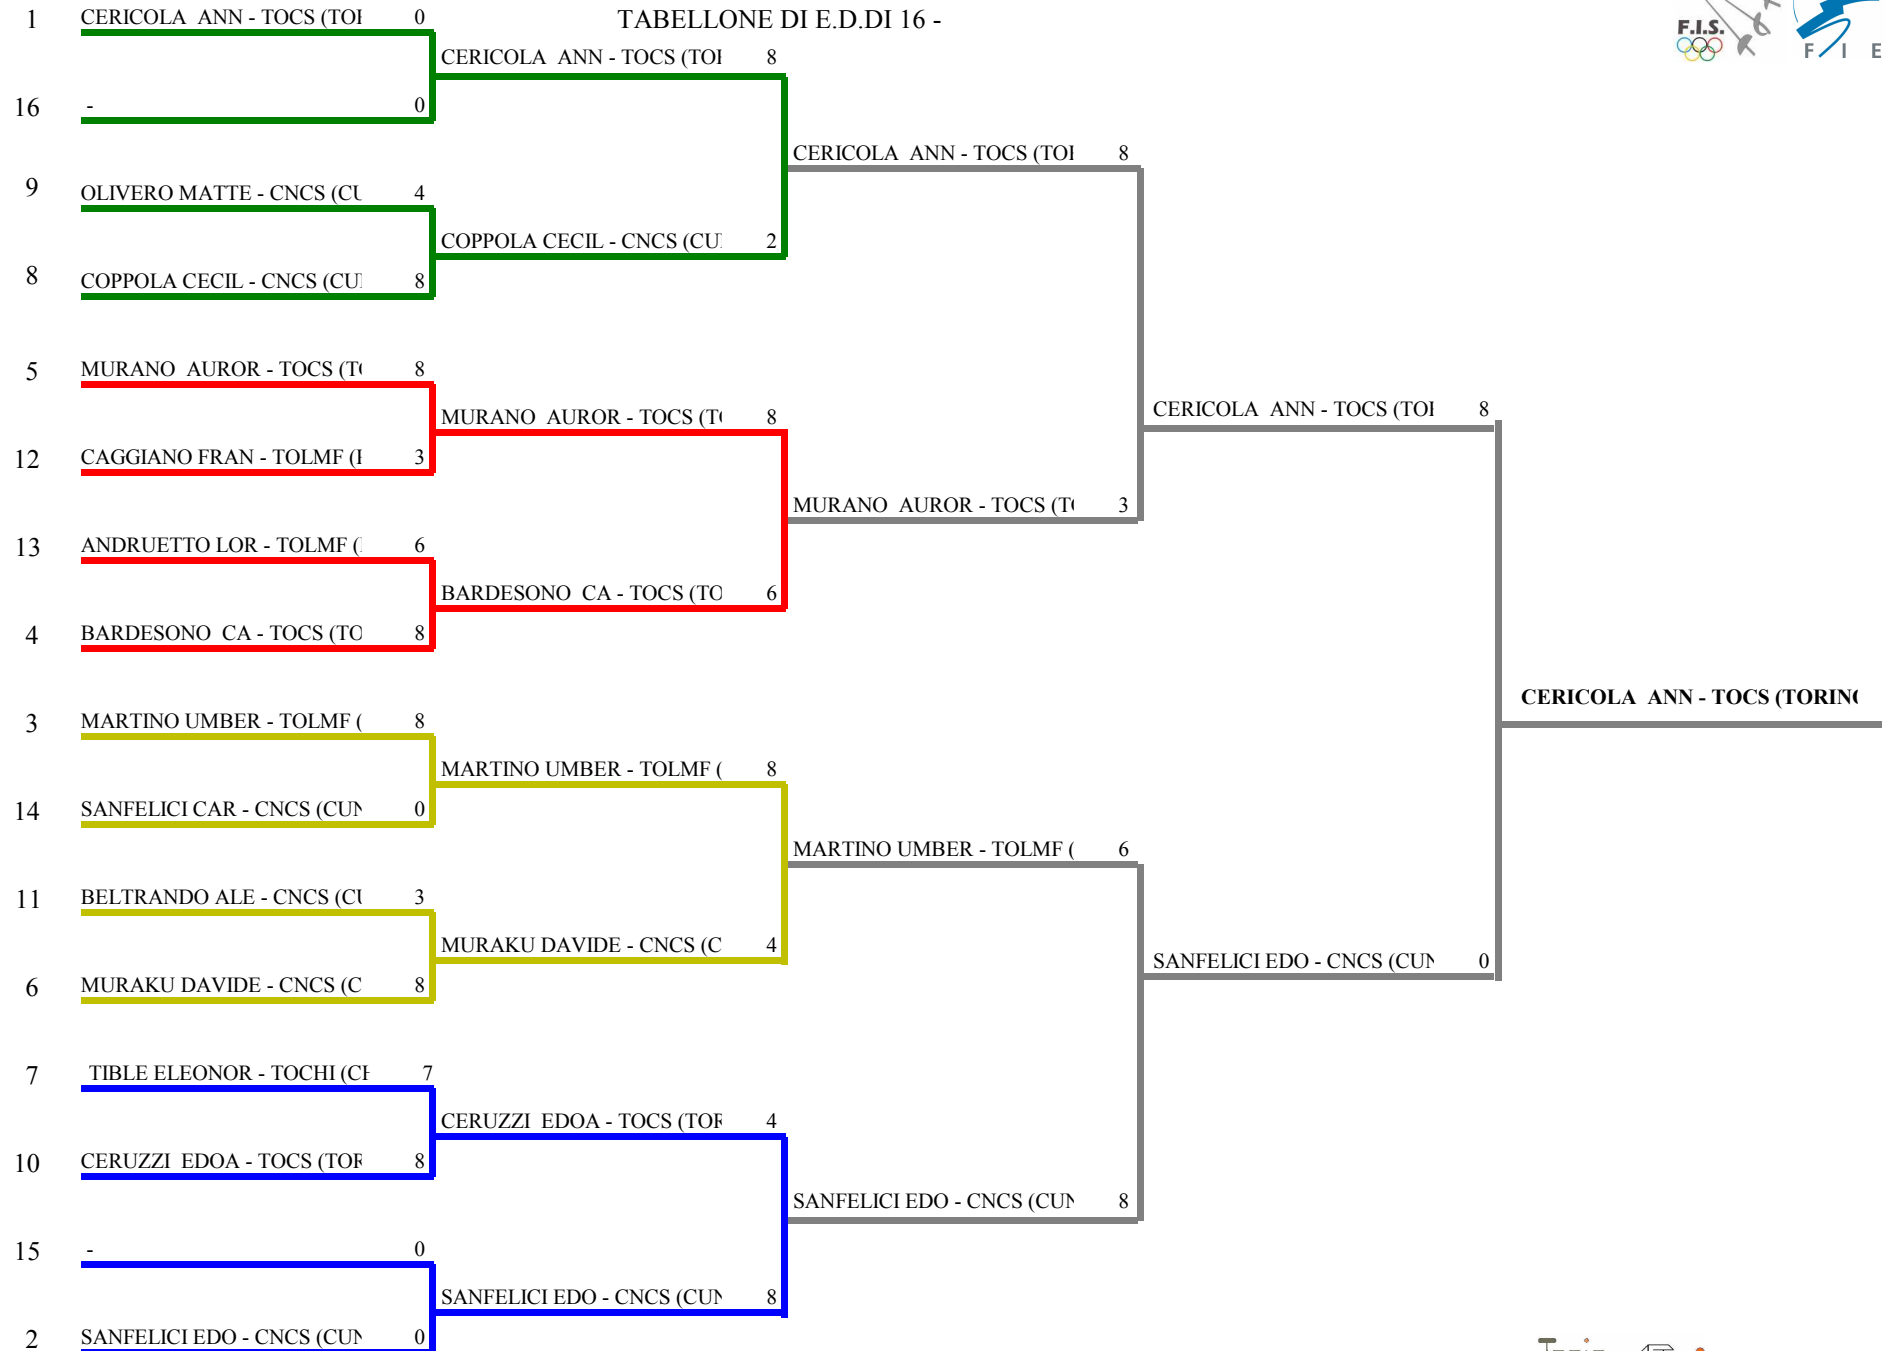 TABELLONE DI E.D.DI 16 -
F.I.S.
F I E
1 CERICOLA ANN - TOCS (TOI 0
CERICOLA ANN - TOCS (TOI 8
16 - 0
CERICOLA ANN - TOCS (TOI 8
9 OLIVERO MATTE - CNCS (CU 4
COPPOLA CECIL - CNCS (CU 2
8 COPPOLA CECIL - CNCS (CU 8
5 MURANO AUROR - TOCS (T 8
CERICOLA ANN - TOCS (TOI 8
MURANO AUROR - TOCS (T 8
12 CAGGIANO FRAN - TOLMF ( 3
MURANO AUROR - TOCS (T 3
13 ANDRUETTO LOR - TOLMF ( 6
BARDESONO CA - TOCS (TO 6
4 BARDESONO CA - TOCS (TO 8
CERICOLA ANN - TOCS (TORINO
3 MARTINO UMBER - TOLMF ( 8
MARTINO UMBER - TOLMF ( 8
14 SANFELICI CAR - CNCS (CUN 0
MARTINO UMBER - TOLMF ( 6
11 BELTRANDO ALE - CNCS (CU 3
MURAKU DAVIDE - CNCS (C 4
SANFELICI EDO - CNCS (CUN 0
6 MURAKU DAVIDE - CNCS (C 8
7 TIBLE ELEONOR - TOCHI (CH 7
CERUZZI EDOA - TOCS (TOR 4
10 CERUZZI EDOA - TOCS (TOR 8
SANFELICI EDO - CNCS (CUN 8
15 - 0
SANFELICI EDO - CNCS (CUN 8
2 SANFELICI EDO - CNCS (CUN 0